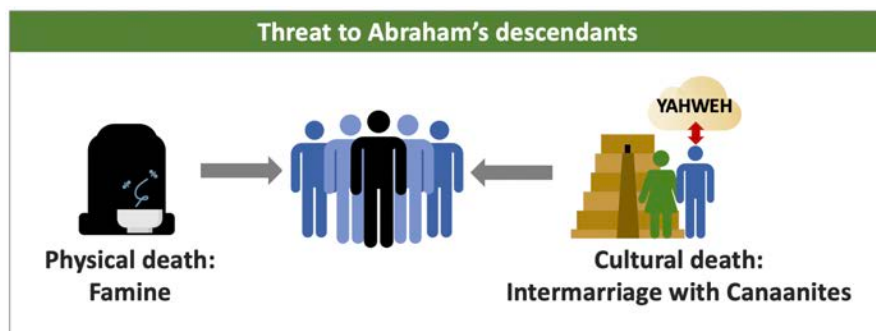 Threat to Abraham's descendants
YAHWEH
Physical death:
Famine
Cultural death:
Intermarriage with Canaanites